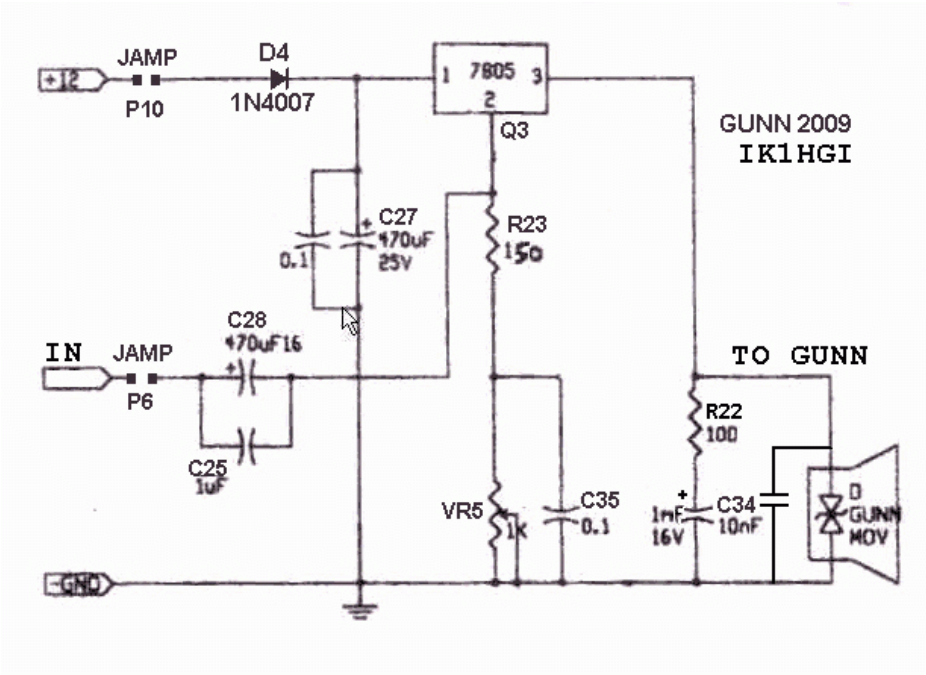 JAMP
D4
+12
P10
1N4007
1 7805 3
2
Q3
GUNN 2009
IK1HGI
+ C27
470uF
25V
0.1
R23
150
C28
470uF16
+
IN
JAMP
P6
C25
1uF
TO GUNN
R22
100
VR5
1K
C35
0.1
+
1mF
16V
C34
10nF
D
GUNN
MOV
-GND